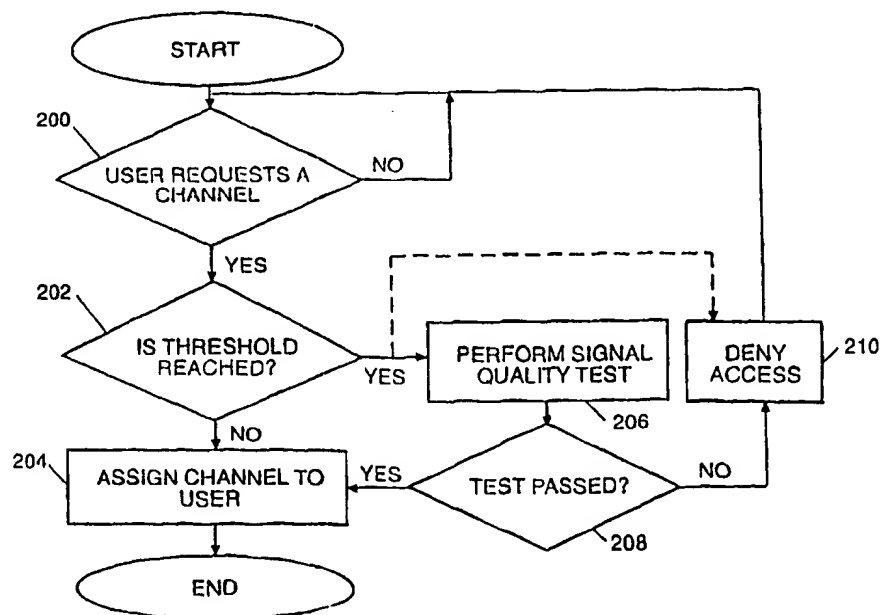 START
200
USER REQUESTS A
CHANNEL
NO
YES
202
IS THRESHOLD
REACHED?
YES
PERFORM SIGNAL
QUALITY TEST
206
DENY
ACCESS
210
NO
204
ASSIGN CHANNEL TO
USER
YES
TEST PASSED?
NO
208
END